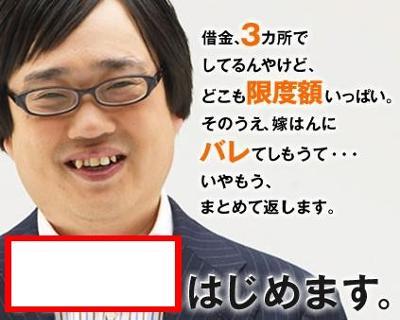 借金、3カ所で
してるんやけど、
どこも限度額いっぱい。
そのうえ、嫁はんに
バレてしもうて・・・
いやもう、
まとめて返します。
はじめます。